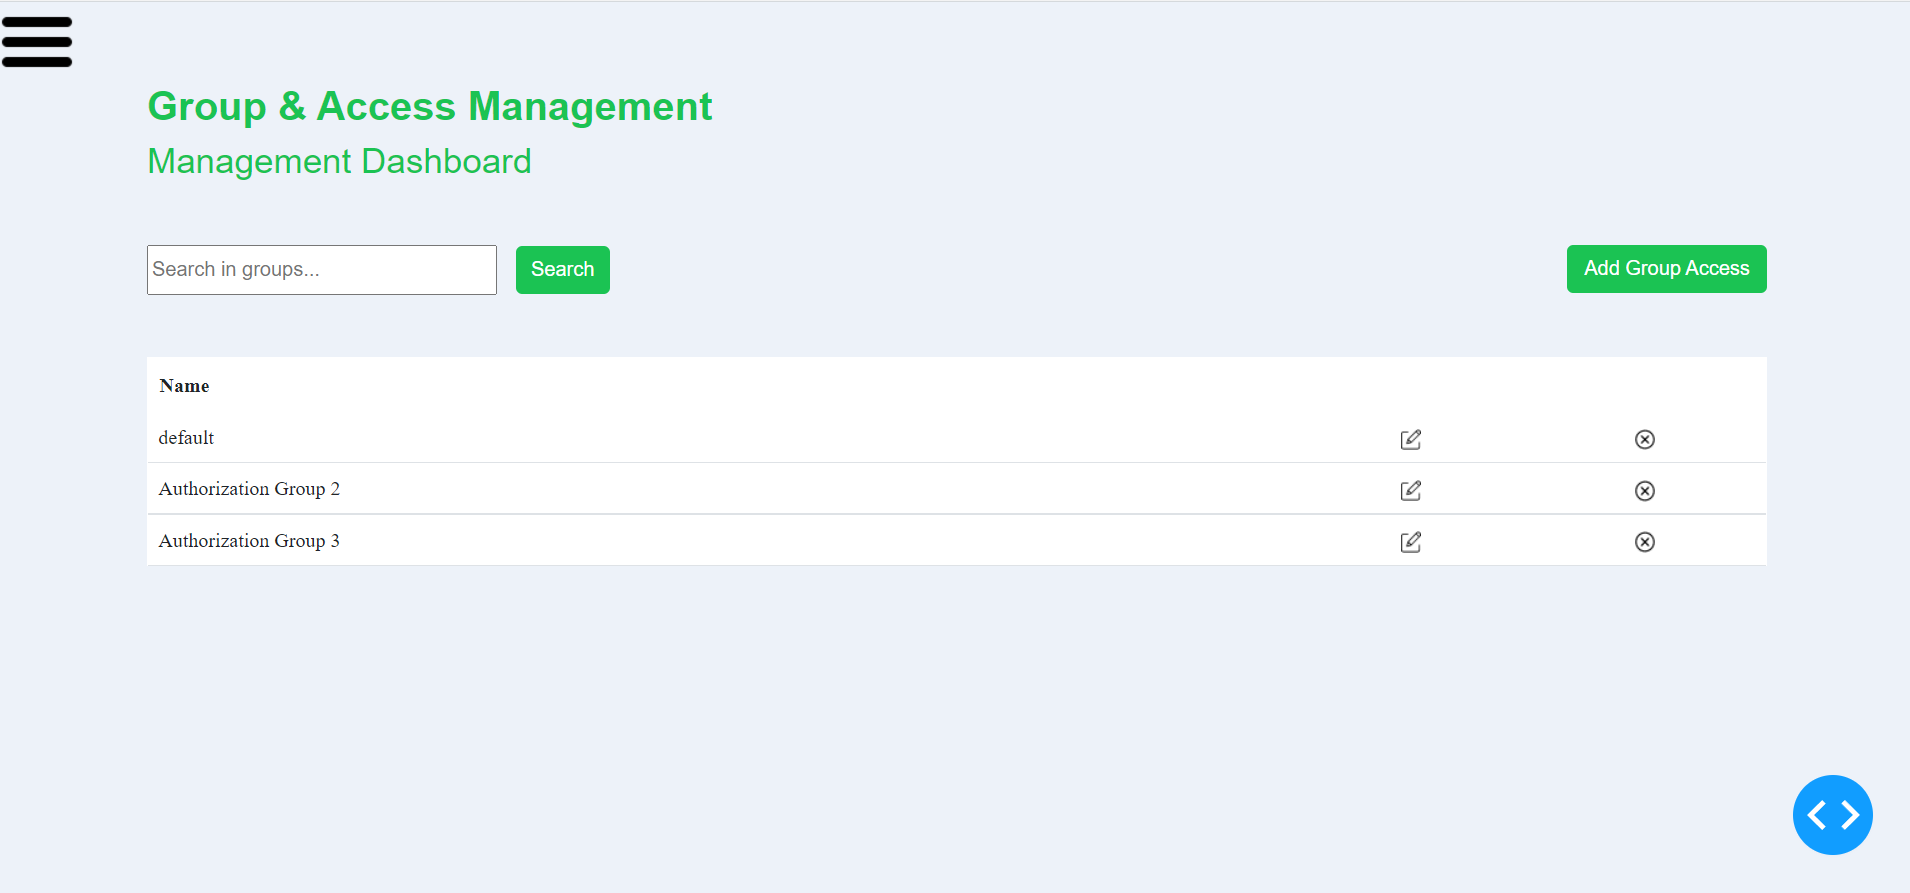 Group & Access Management
Management Dashboard
Search in groups...
Search
Add Group Access
Name
default
Authorization Group 2
Authorization Group 3